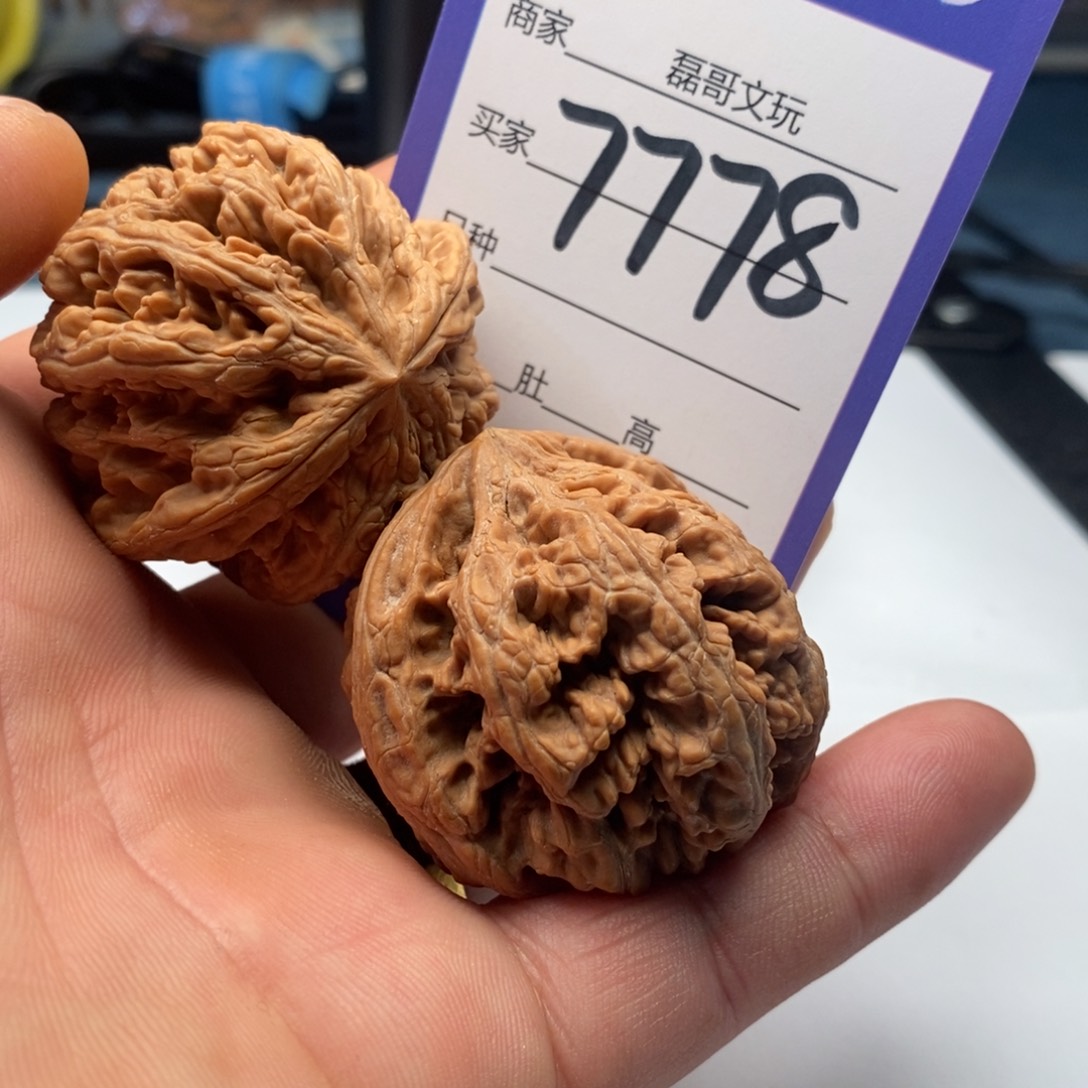 商家 磊哥文玩
买家 7778
品种
肚 高